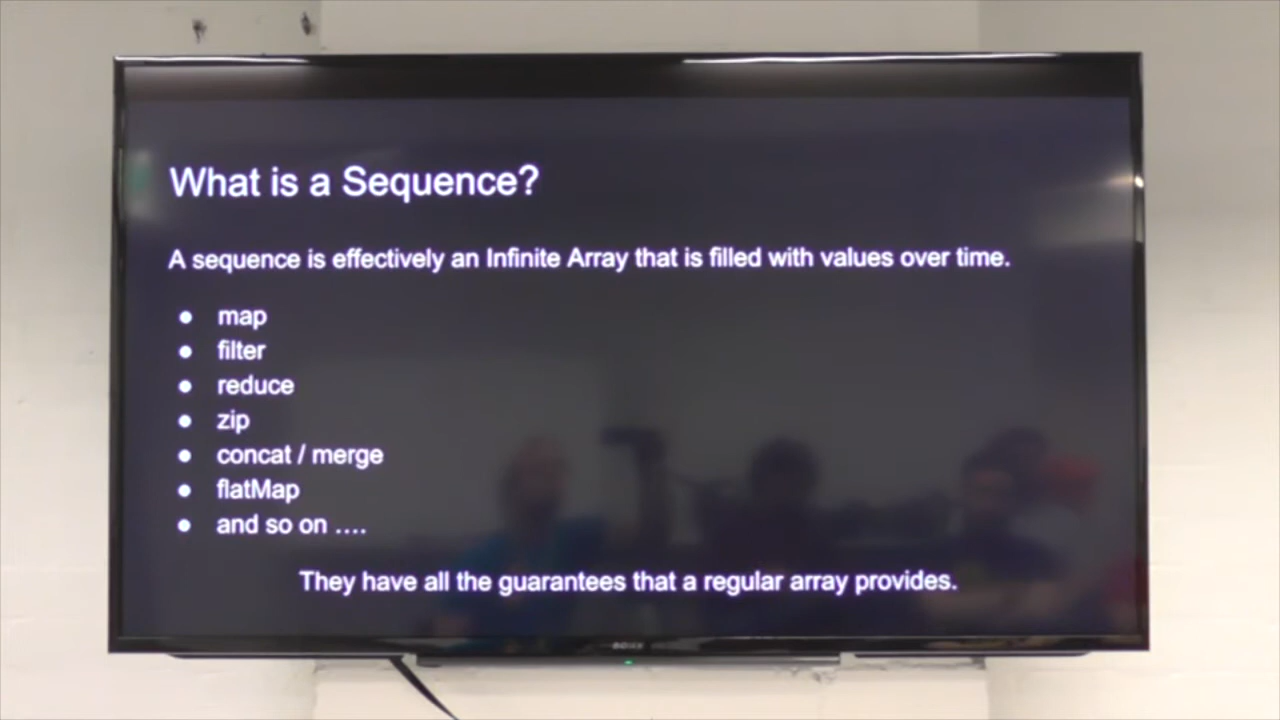 What is a Sequence?
A sequence is effectively an Infinite Array that is filled with values over time.
● map
● filter
● reduce
● zip
● concat / merge
● flatMap
● and so on ....
They have all the guarantees that a regular array provides.
SONY